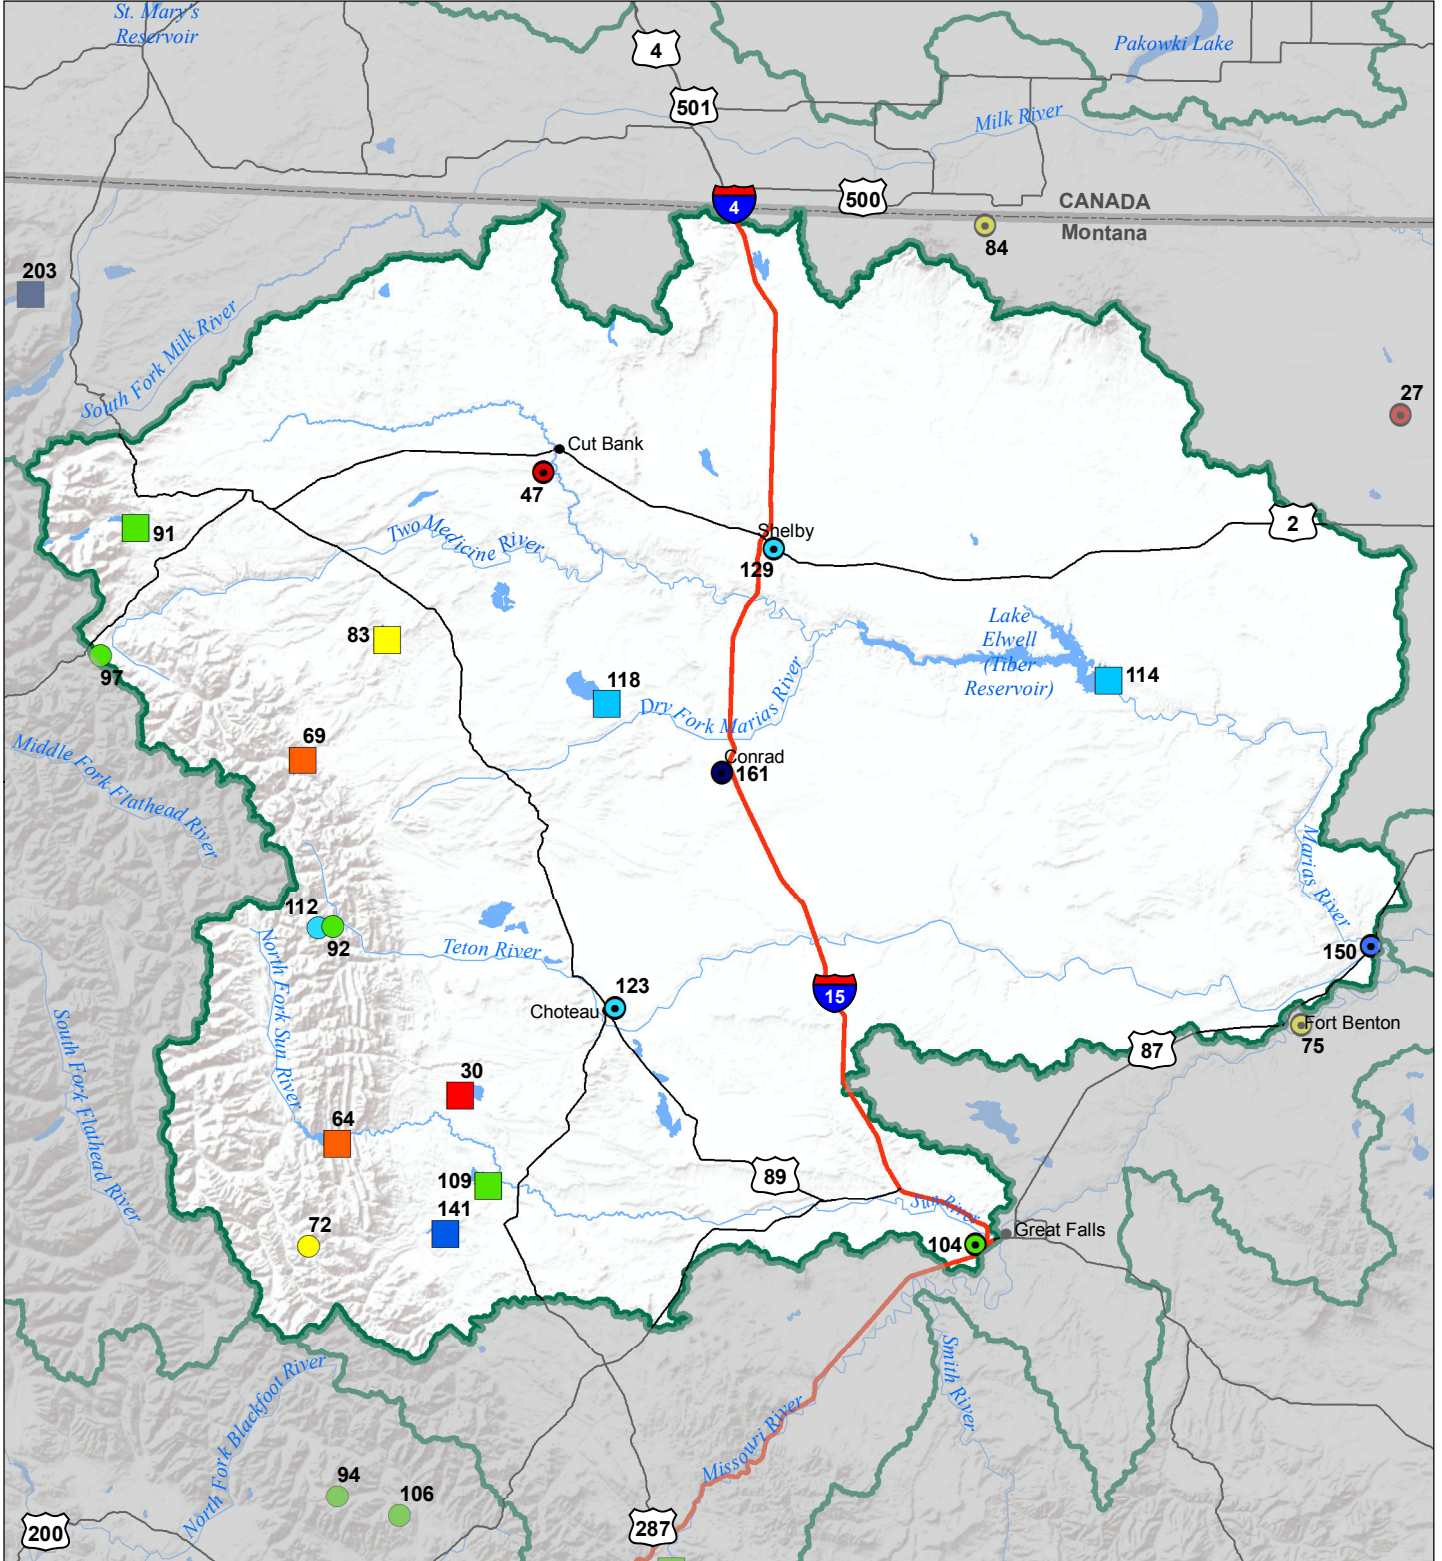 St. Mary's
Reservoir
4
Pakowki Lake
501
Milk River
4
500
CANADA
Montana
84
203
South Fork Milk River
27
Cut Bank
47
2
91
Two Medicine River
Shelby
129
Lake
Elwell
(Tiber
Reservoir)
83
97
118
114
Dry Fork Marias River
69
Middle Fork Flathead River
Conrad
161
Marias River
112
92
North Fork Sun River
Teton River
150
123
Choteau
15
Fort Benton
75
87
South Fork Flathead River
30
64
109
89
141
Sun River
72
104
Great Falls
Smith River
North Fork Blackfoot River
Missouri River
94
106
200
287